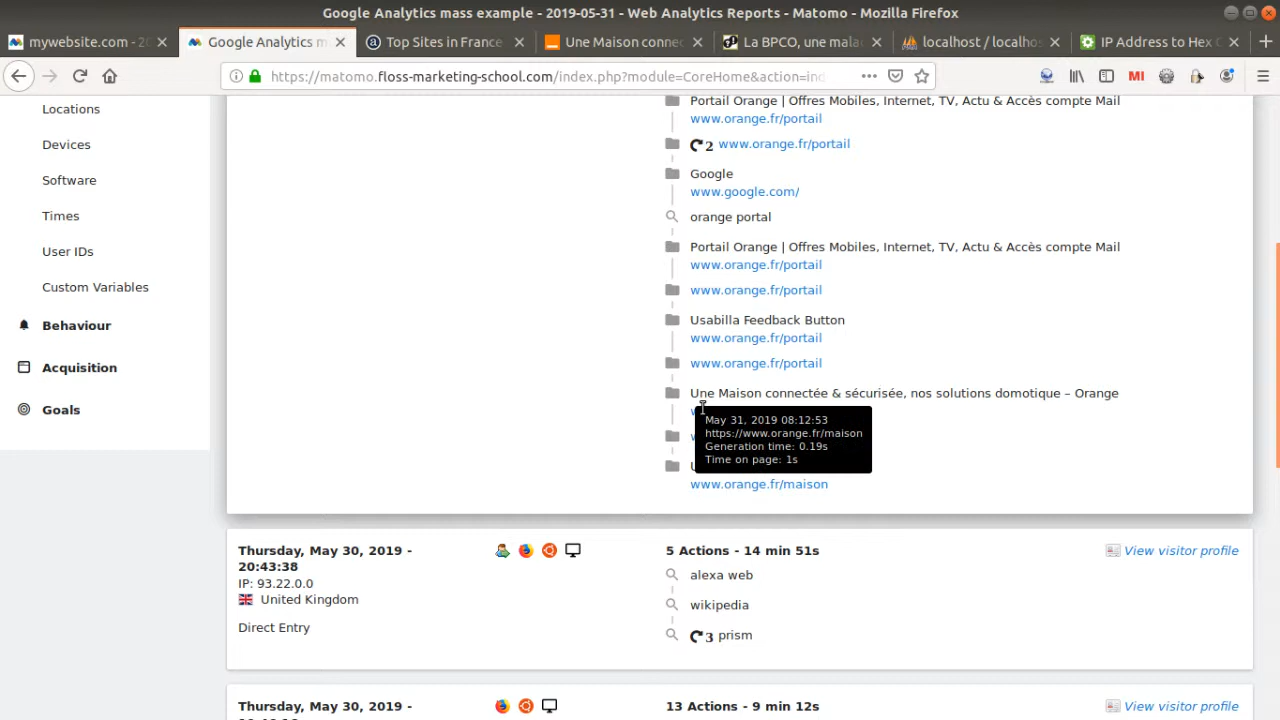 Google Analytics mass example - 2019-05-31 - Web Analytics Reports - Matomo - Mozilla Firefox
mywebsite.com - 20
Google Analytics m
Top Sites in France
Une Maison connec
La BPCO, une mala
localhost / localhos
IP Address to Hex C
https://matomo.floss-marketing-school.com/index.php?module=CoreHome&action=ind
Locations
Devices
Software
Times
User IDs
Custom Variables
Behaviour
Acquisition
Goals
Portail Orange | Offres Mobiles, Internet, TV, Actu & Accès compte Mail
www.orange.fr/portail
2 www.orange.fr/portail
Google
www.google.com/
orange portal
Portail Orange | Offres Mobiles, Internet, TV, Actu & Accès compte Mail
www.orange.fr/portail
www.orange.fr/portail
Usabilla Feedback Button
www.orange.fr/portail
www.orange.fr/portail
Une Maison connectée & sécurisée, nos solutions domotique – Orange
May 31, 2019 08:12:53
https://www.orange.fr/maison
Generation time: 0.19s
Time on page: 1s
www.orange.fr/maison
Thursday, May 30, 2019 -
20:43:38
IP: 93.22.0.0
United Kingdom
Direct Entry
5 Actions - 14 min 51s
alexa web
wikipedia
3 prism
View visitor profile
Thursday, May 30, 2019 -
13 Actions - 9 min 12s
View visitor profile